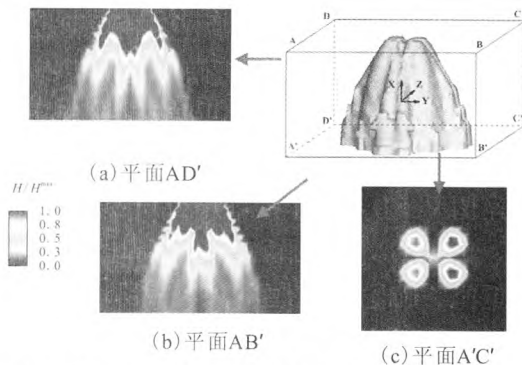 D
C
A
B
X
Z
Y
D′
C′
A′
B′
(a)平面AD′
H/Hmax
1.0
0.8
0.5
0.3
0.0
(b)平面AB′
(c)平面A′C′